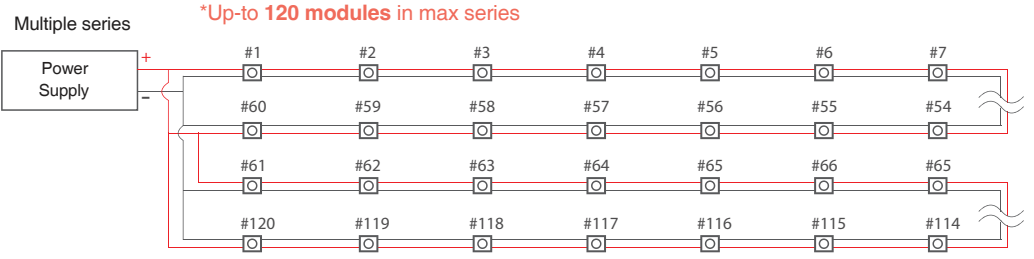 *Up-to 120 modules in max series
Multiple series
Power
Supply
+
-
#1 #2 #3 #4 #5 #6 #7
#60 #59 #58 #57 #56 #55 #54
#61 #62 #63 #64 #65 #66 #65
#120 #119 #118 #117 #116 #115 #114